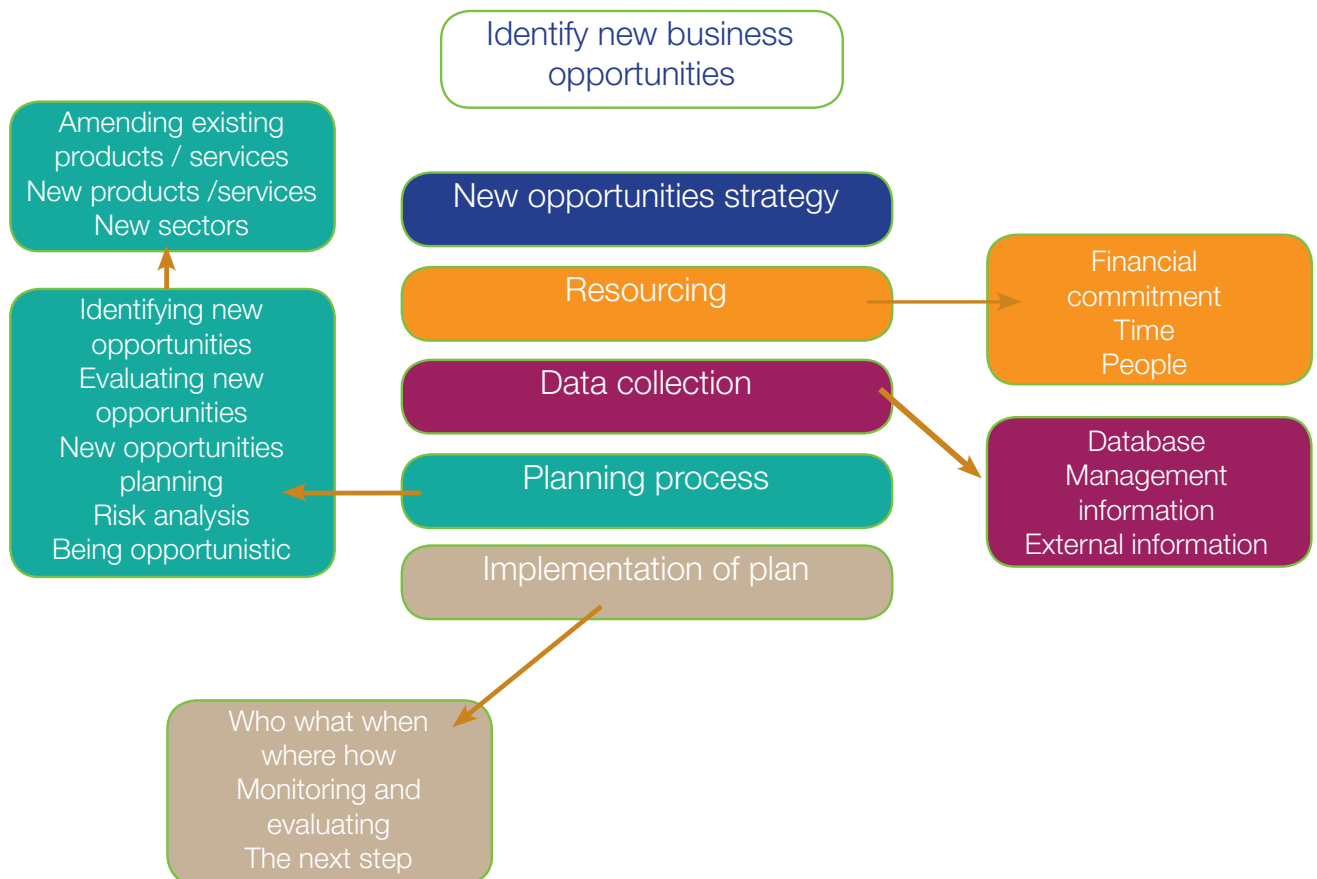 Identify new business
opportunities
Amending existing
products / services
New products /services
New sectors
New opportunities strategy
Resourcing
Financial
commitment
Time
People
Identifying new
opportunities
Evaluating new
opporunities
New opportunities
planning
Risk analysis
Being opportunistic
Data collection
Database
Management
information
External information
Planning process
Implementation of plan
Who what when
where how
Monitoring and
evaluating
The next step